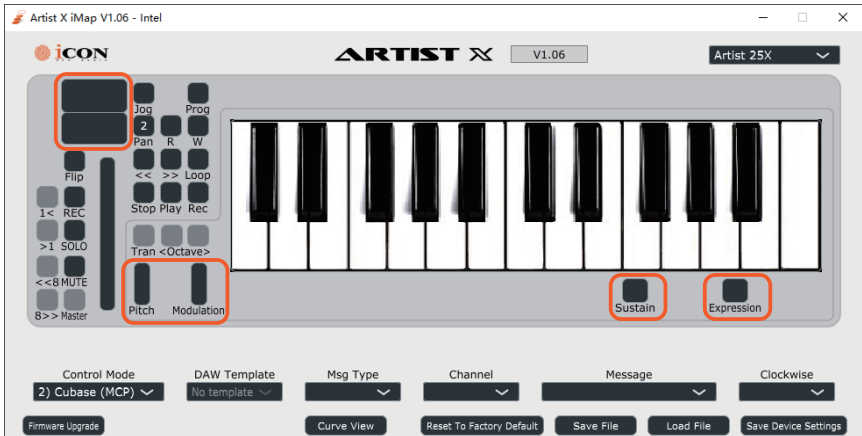 Artist X iMap V1.06 - Intel
iCON
ARTIST X
V1.06
Artist 25X
Jog
Prog
2
Pan
R
W
Flip
<<
>>
Loop
1<
REC
Stop
Play
Rec
>1
SOLO
Tran
<Octave>
<<8
MUTE
8>>
Master
Pitch
Modulation
Sustain
Expression
Control Mode
DAW Template
Msg Type
Channel
Message
Clockwise
2) Cubase (MCP)
No template
Firmware Upgrade
Curve View
Reset To Factory Default
Save File
Load File
Save Device Settings